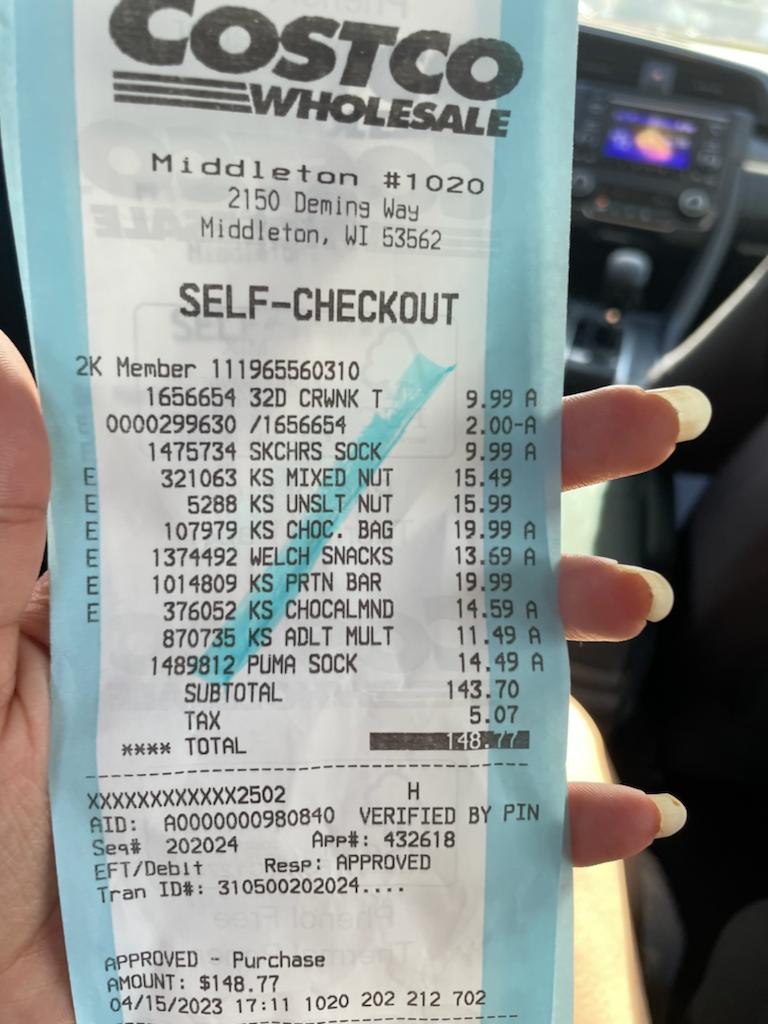 COSTCO
WHOLESALE
Middleton #1020
2150 Deming Way
Middleton, WI 53562
SELF-CHECKOUT
2K Member 111965560310
1656654 32D CRWNK T 9.99 A
0000299630 /1656654 2.00-A
1475734 SKCHRS SOCK 9.99 A
E 321063 KS MIXED NUT 15.49
E 5288 KS UNSLT NUT 15.99
E 107979 KS CHOC. BAG 19.99 A
E 1374492 WELCH SNACKS 13.69 A
E 1014809 KS PRTN BAR 19.99
E 376052 KS CHOCALMND 14.59 A
870735 KS ADLT MULT 11.49 A
1489812 PUMA SOCK 14.49 A
SUBTOTAL 143.70
TAX 5.07
**** TOTAL 148.77
XXXXXXXXXXXX2502 H
AID: A0000000980840 VERIFIED BY PIN
Seq# 202024 App#: 432618
EFT/Debit Resp: APPROVED
Tran ID#: 310500202024....
APPROVED - Purchase
AMOUNT: $148.77
04/15/2023 17:11 1020 202 212 702